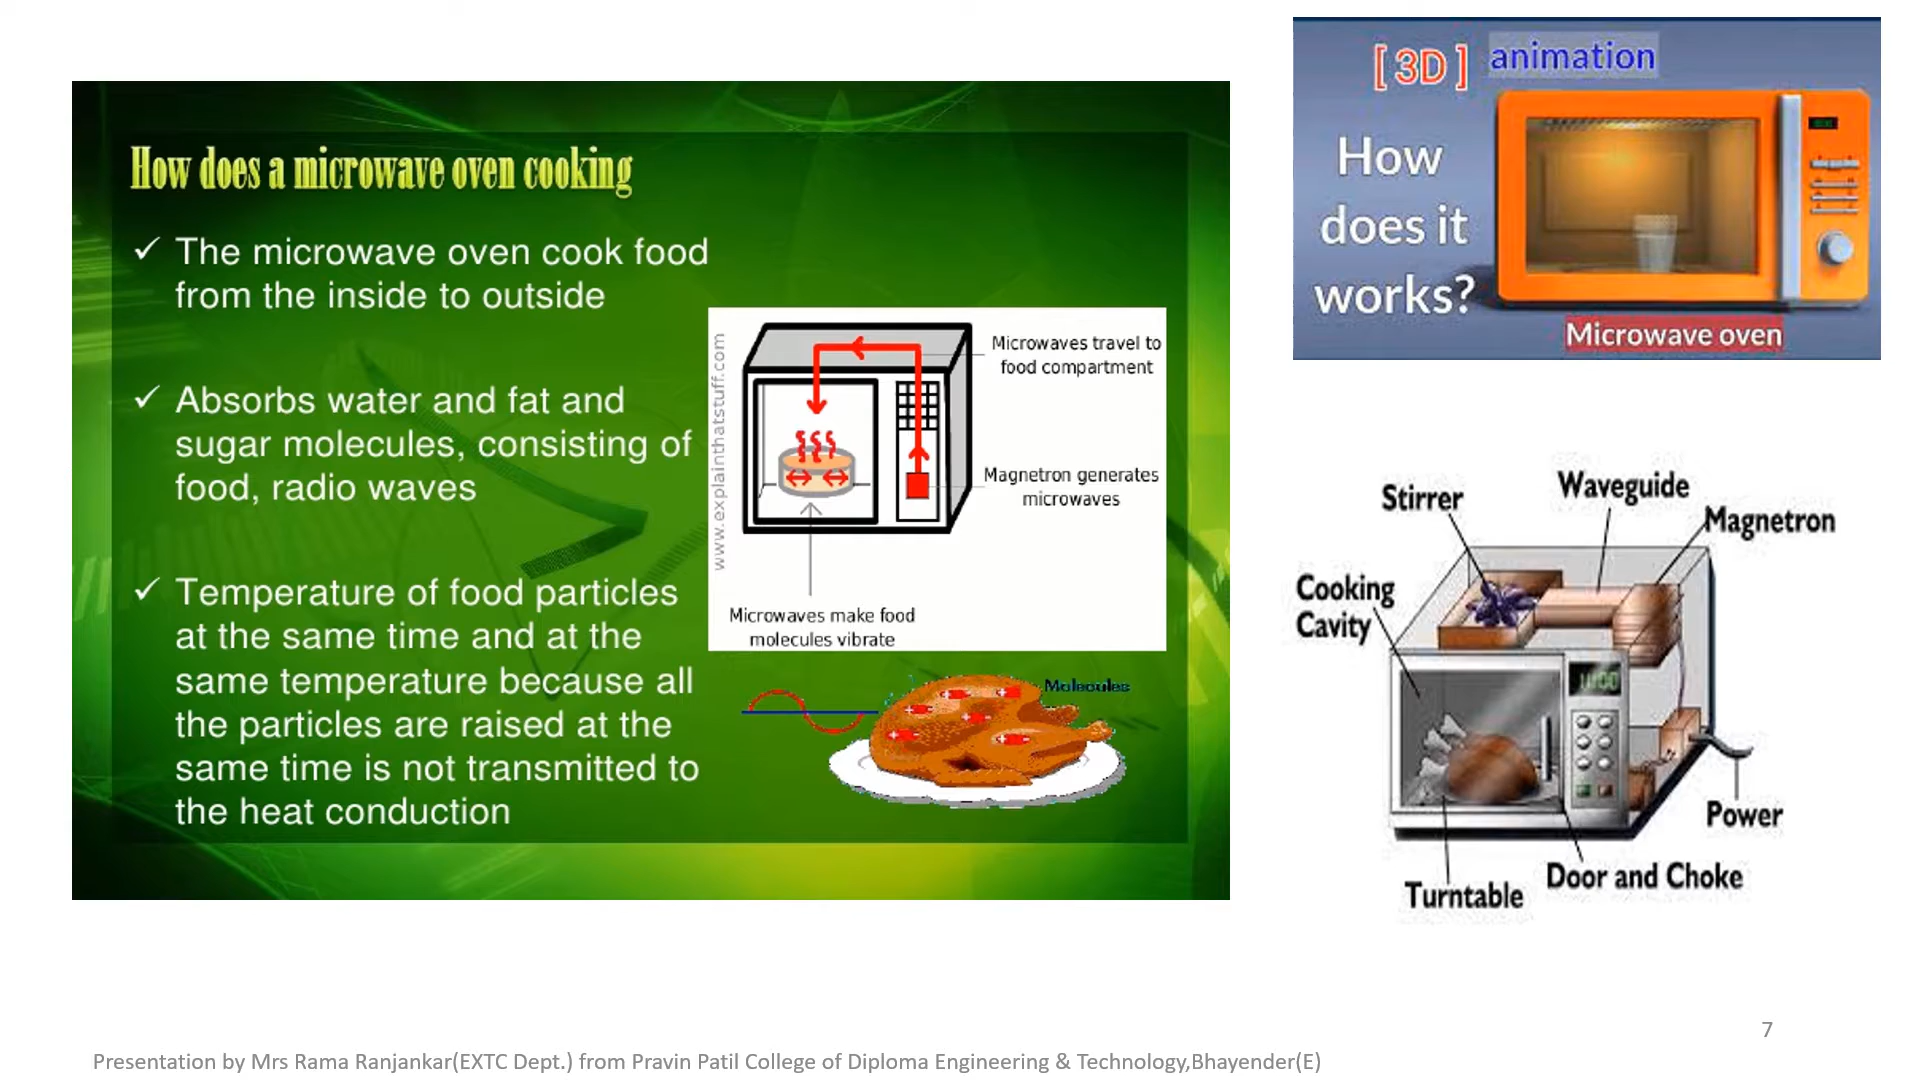 How does a microwave oven cooking
✓ The microwave oven cook food
from the inside to outside
✓ Absorbs water and fat and
sugar molecules, consisting of
food, radio waves
✓ Temperature of food particles
at the same time and at the
same temperature because all
the particles are raised at the
same time is not transmitted to
the heat conduction
www.explainthatstuff.com
Microwaves travel to
food compartment
Magnetron generates
microwaves
Microwaves make food
molecules vibrate
Molecules
[ 3D ] animation
How
does it
works?
Microwave oven
Stirrer
Waveguide
Magnetron
Cooking
Cavity
Power
Door and Choke
Turntable
7
Presentation by Mrs Rama Ranjankar(EXTC Dept.) from Pravin Patil College of Diploma Engineering & Technology,Bhayender(E)